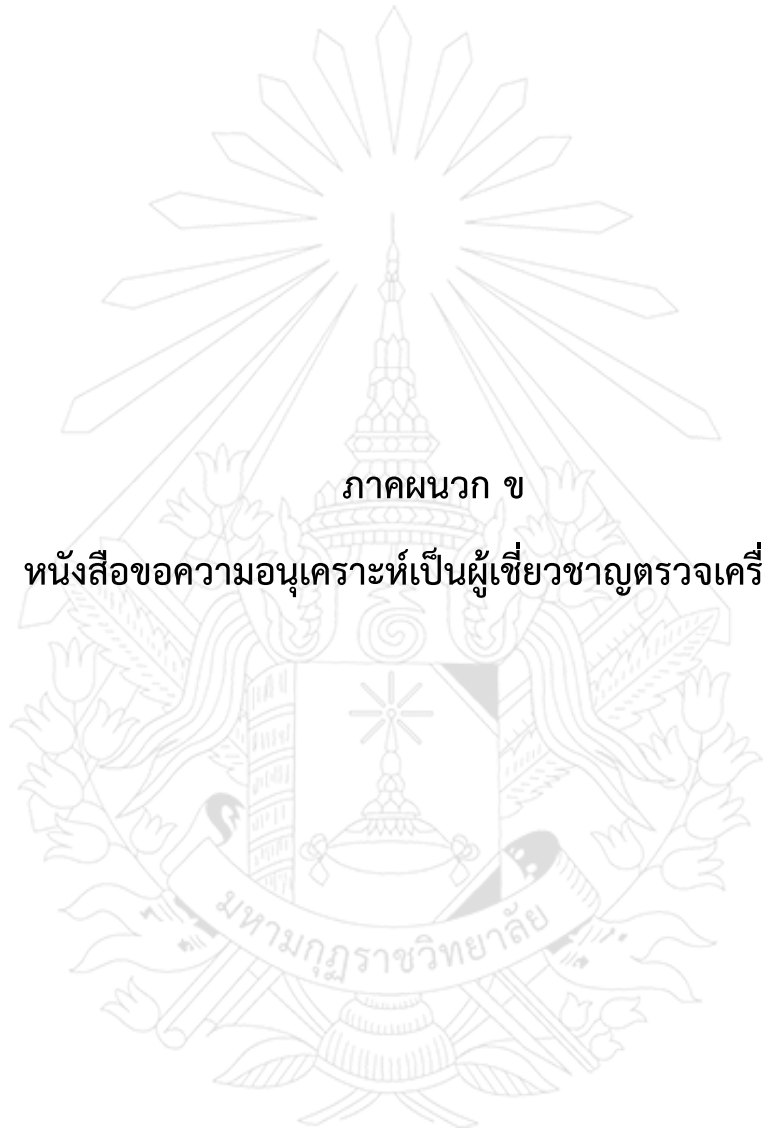 ภาคผนวก ข
หนังสือขอความอนุเคราะห์เป็นผู้เชี่ยวชาญตรวจเครื่
มหามกุฏราชวิทยาลัย